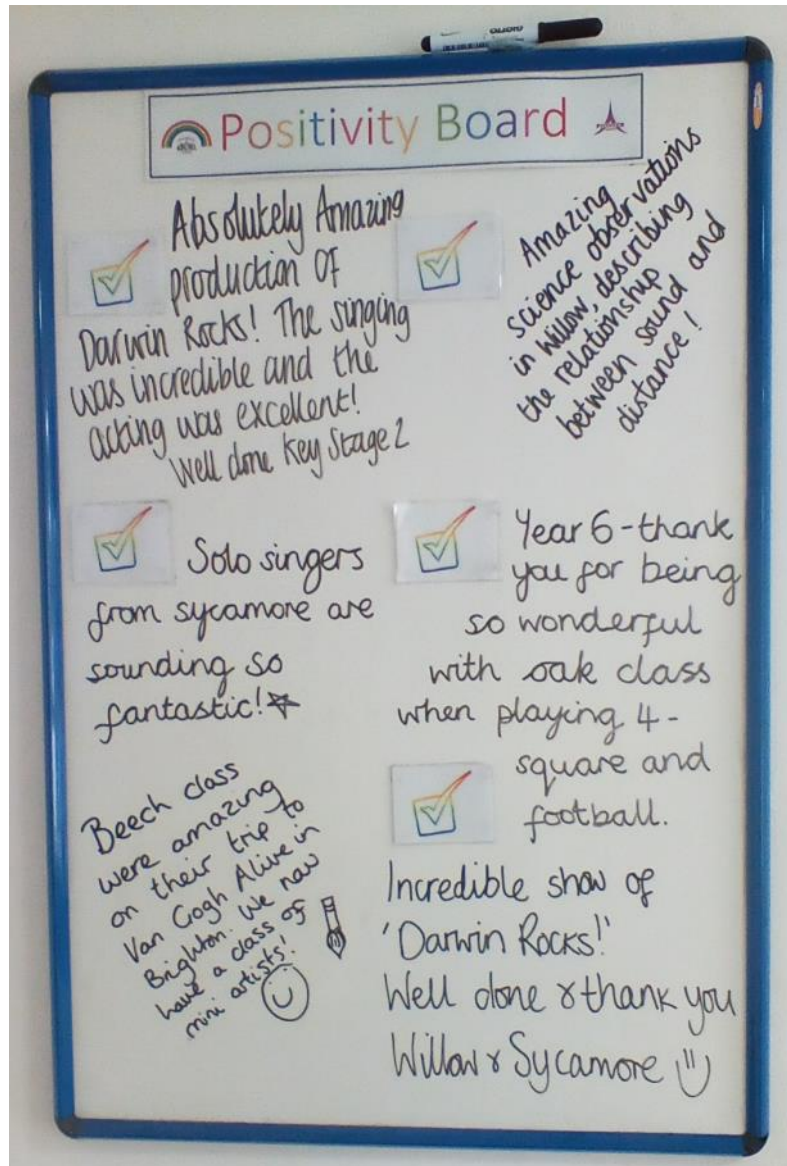 Positivity Board
Absolutely Amazing
production of
Darwin Rocks! The singing
was incredible and the
acting was excellent!
Well done Key Stage 2
Amazing
science observations
in Willow, describing
the relationship
between sound and
distance!
Solo singers
from sycamore are
sounding so
fantastic!
Year 6 - thank
you for being
so wonderful
with oak class
when playing 4-
square and
football.
Beech class
were amazing
on their trip to
Van Gogh Alive in
Brighton. We now
have a class of
mini artists!
Incredible show of
'Darwin Rocks!'
Well done & thank you
Willow & Sycamore